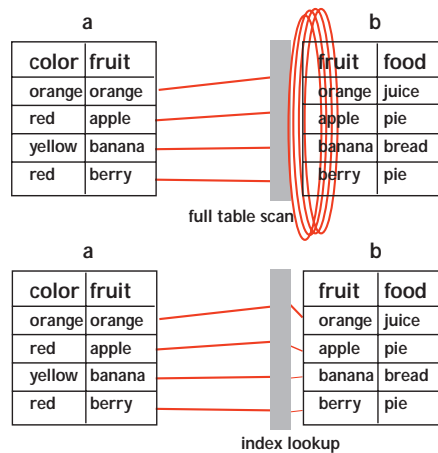 a b
color fruit fruit food
orange orange orange juice
red apple apple pie
yellow banana banana bread
red berry berry pie
full table scan
a b
color fruit fruit food
orange orange orange juice
red apple apple pie
yellow banana banana bread
red berry berry pie
index lookup